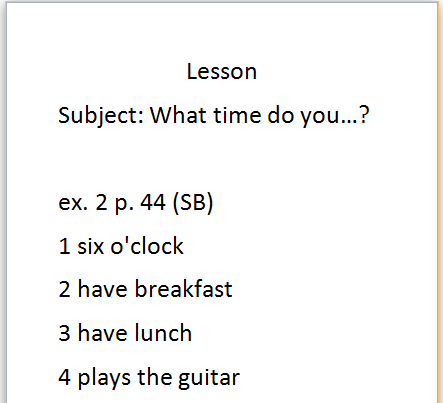 Lesson
Subject: What time do you...?
ex. 2 p. 44 (SB)
1 six o'clock
2 have breakfast
3 have lunch
4 plays the guitar